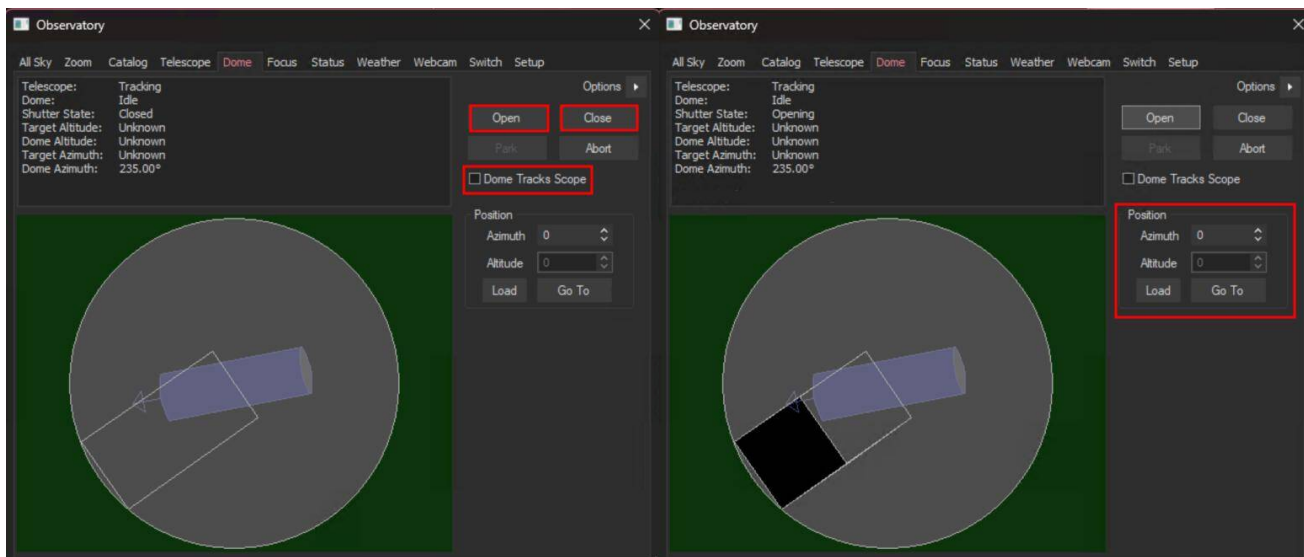 Observatory
All Sky Zoom Catalog Telescope Dome Focus Status Weather Webcam Switch Setup
Telescope: Tracking
Dome: Idle
Shutter State: Closed
Target Altitude: Unknown
Dome Altitude: Unknown
Target Azimuth: Unknown
Dome Azimuth: 235.00°
Options
Open Close
Park Abort
Dome Tracks Scope
Position
Azimuth 0
Altitude 0
Load Go To
Observatory
All Sky Zoom Catalog Telescope Dome Focus Status Weather Webcam Switch Setup
Telescope: Tracking
Dome: Idle
Shutter State: Opening
Target Altitude: Unknown
Dome Altitude: Unknown
Target Azimuth: Unknown
Dome Azimuth: 235.00°
Options
Open Close
Park Abort
Dome Tracks Scope
Position
Azimuth 0
Altitude 0
Load Go To